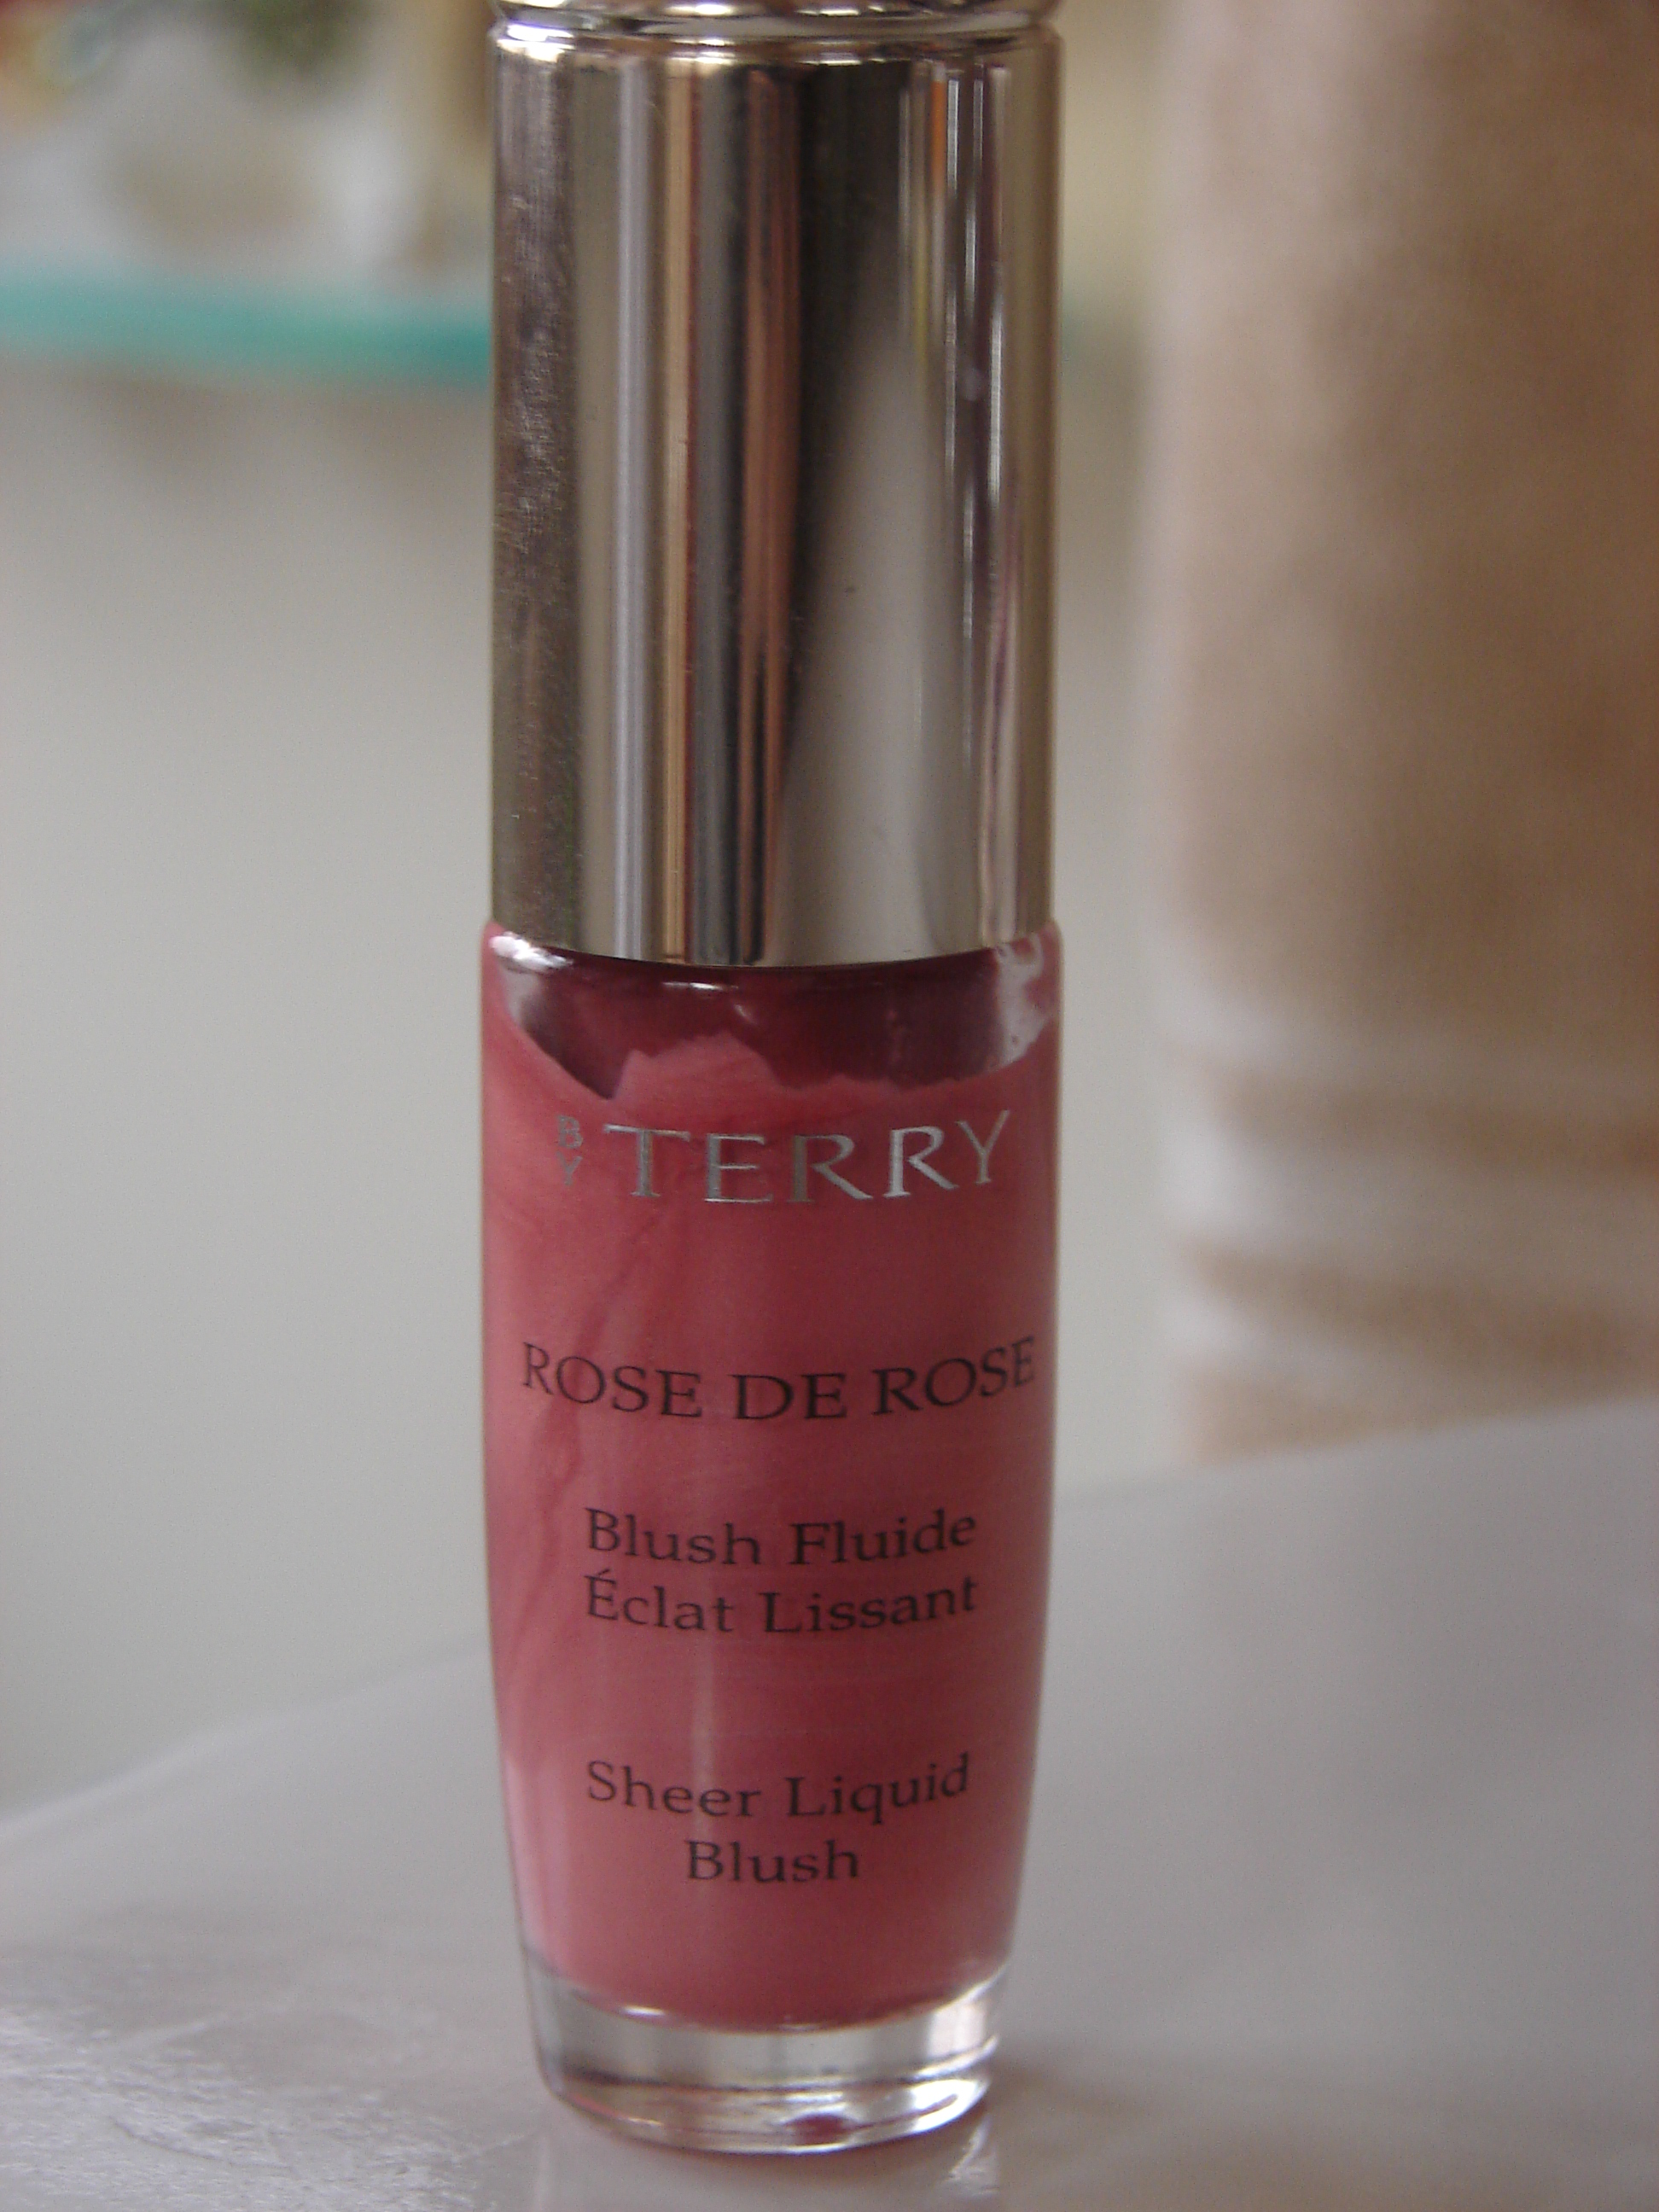 BY TERRY
ROSE DE ROSE
Blush Fluide
Éclat Lissant
Sheer Liquid
Blush